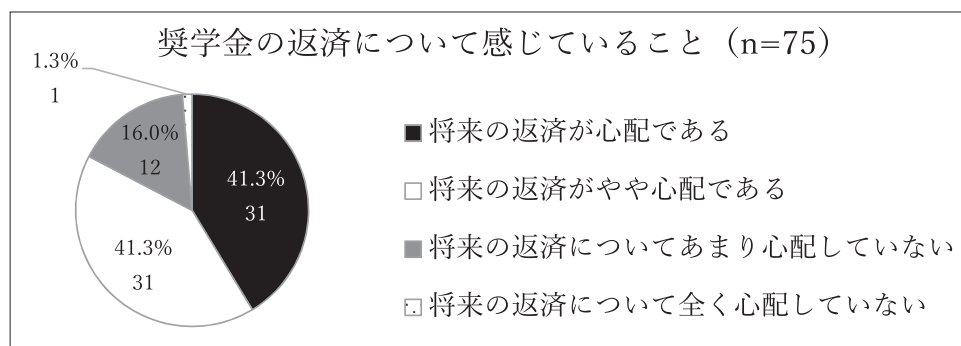 奨学金の返済について感じていること（n=75）
1.3%
1
16.0%
12
41.3%
31
41.3%
31
■将来の返済が心配である
□将来の返済がやや心配である
■将来の返済についてあまり心配していない
□将来の返済について全く心配していない